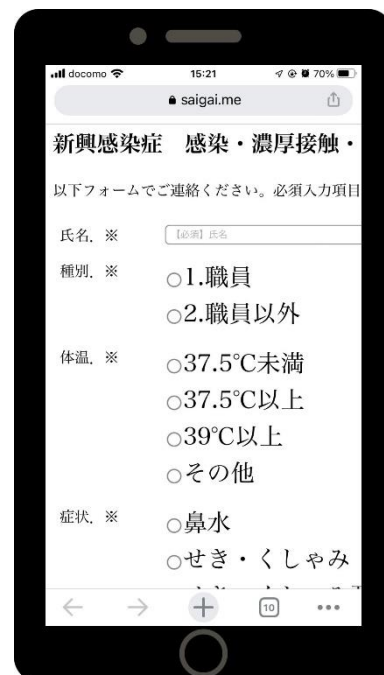 docomo 15:21 70%
saigai.me
新興感染症 感染・濃厚接触・
以下フォームでご連絡ください。必須入力項目
氏名. ※ 【必須】氏名
種別. ※ 1.職員
2.職員以外
体温. ※ 37.5℃未満
37.5℃以上
39℃以上
その他
症状. ※ 鼻水
せき・くしゃみ
10